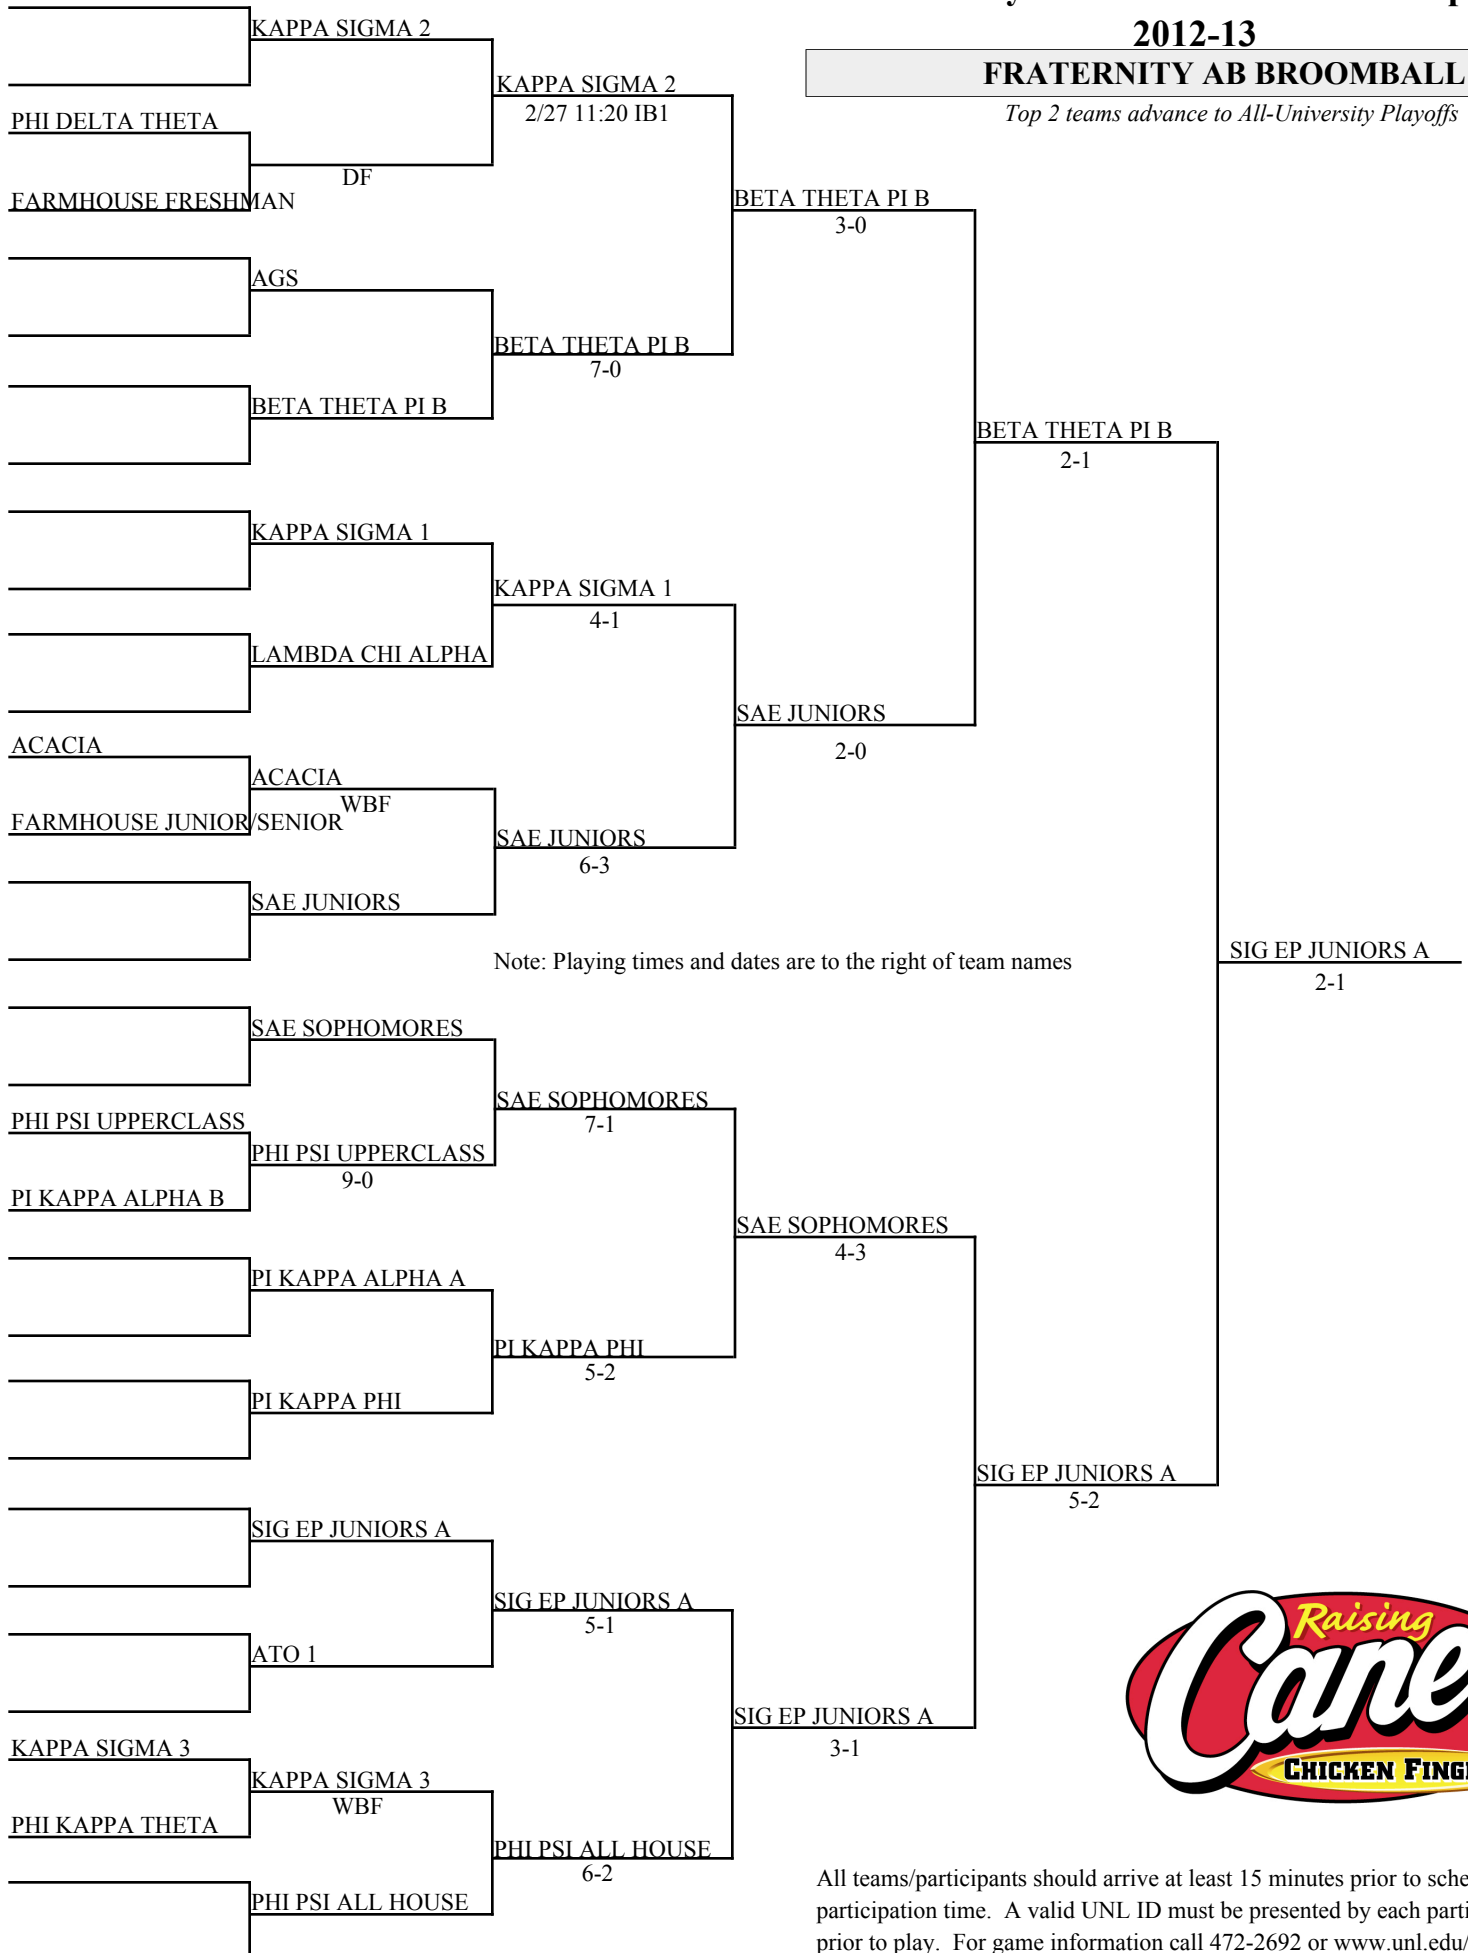 2012-13
FRATERNITY AB BROOMBALL
Top 2 teams advance to All-University Playoffs
KAPPA SIGMA 2
KAPPA SIGMA 2
2/27 11:20 IB1
PHI DELTA THETA
DF
FARMHOUSE FRESHMAN
BETA THETA PI B
3-0
AGS
BETA THETA PI B
7-0
BETA THETA PI B
BETA THETA PI B
2-1
KAPPA SIGMA 1
KAPPA SIGMA 1
4-1
LAMBDA CHI ALPHA
SAE JUNIORS
2-0
ACACIA
ACACIA
WBF
FARMHOUSE JUNIOR/SENIOR
SAE JUNIORS
6-3
SAE JUNIORS
Note: Playing times and dates are to the right of team names
SIG EP JUNIORS A
2-1
SAE SOPHOMORES
SAE SOPHOMORES
7-1
PHI PSI UPPERCLASS
PHI PSI UPPERCLASS
9-0
PI KAPPA ALPHA B
SAE SOPHOMORES
4-3
PI KAPPA ALPHA A
PI KAPPA PHI
5-2
PI KAPPA PHI
SIG EP JUNIORS A
5-2
SIG EP JUNIORS A
SIG EP JUNIORS A
5-1
ATO 1
SIG EP JUNIORS A
3-1
KAPPA SIGMA 3
KAPPA SIGMA 3
WBF
PHI KAPPA THETA
PHI PSI ALL HOUSE
6-2
PHI PSI ALL HOUSE
Raising
Cane
CHICKEN FING
All teams/participants should arrive at least 15 minutes prior to sche
participation time. A valid UNL ID must be presented by each parti
prior to play. For game information call 472-2692 or www.unl.edu/